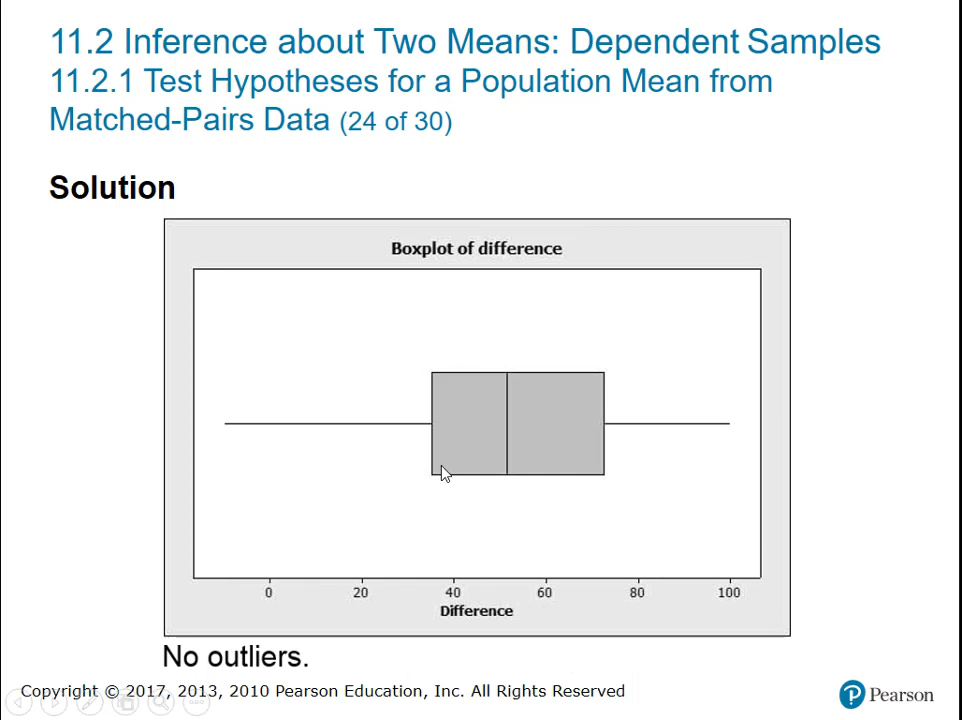 11.2 Inference about Two Means: Dependent Samples
11.2.1 Test Hypotheses for a Population Mean from
Matched-Pairs Data (24 of 30)
Solution
Boxplot of difference
0 20 40 60 80 100
Difference
No outliers.
Copyright © 2017, 2013, 2010 Pearson Education, Inc. All Rights Reserved
Pearson